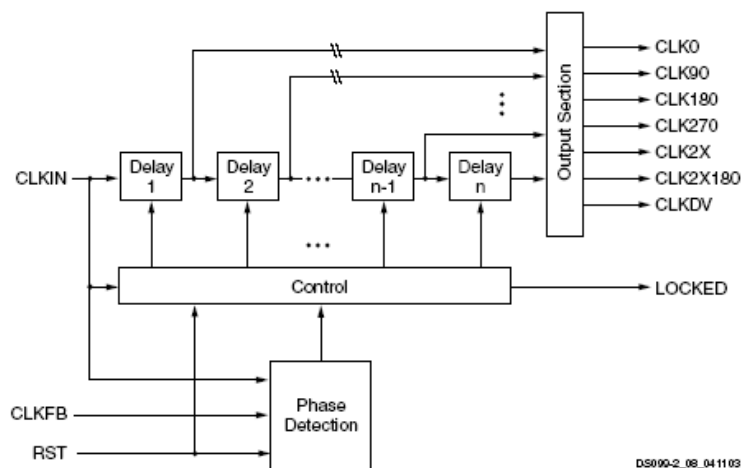 CLK0
CLK90
CLK180
CLK270
CLK2X
CLK2X180
CLKDV
Output Section
CLKIN
Delay
1
Delay
2
Delay
n-1
Delay
n
Control
LOCKED
Phase
Detection
CLKFB
RST
DS099-2_08_041103